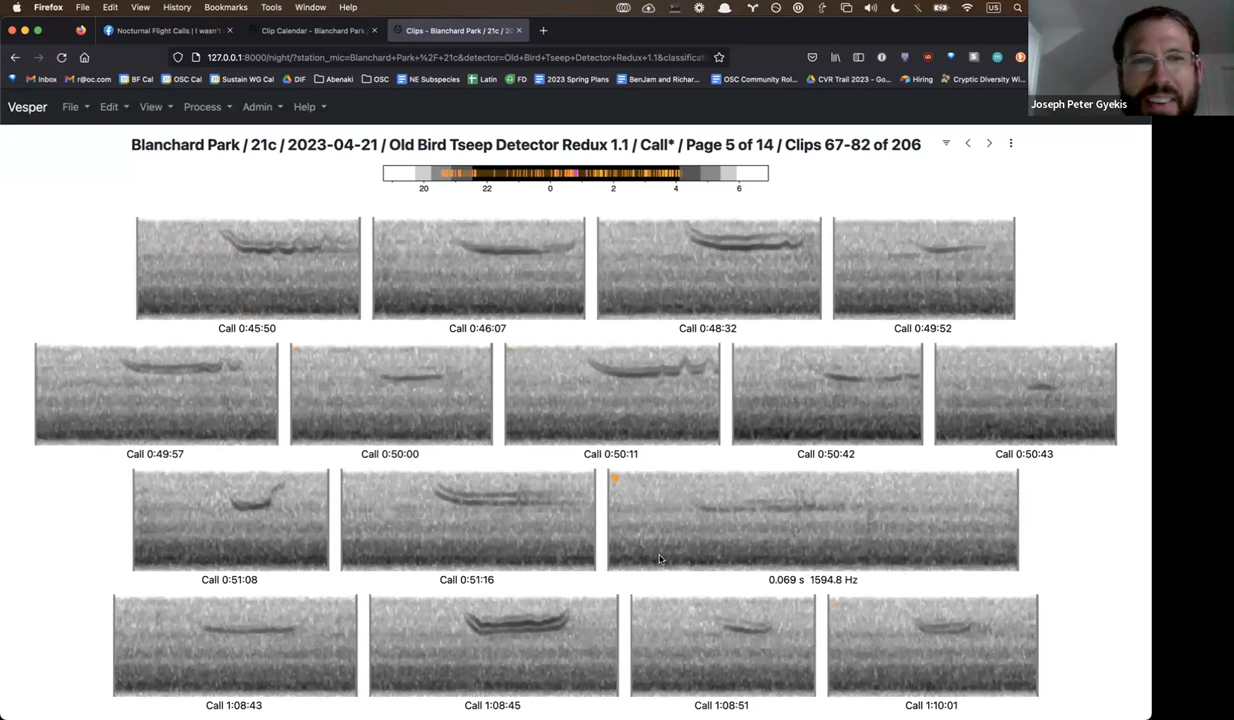 Firefox File Edit View History Bookmarks Tools Window Help US
Nocturnal Flight Calls | I wasn't
Clip Calendar - Blanchard Park
Clips - Blanchard Park / 21c / 20
127.0.0.1:8000/night/?station_mic=Blanchard+Park+%2F+21c&detector=Old+Bird+Tseep+Detector+Redux+1.1&classificati
Inbox r@oc.com BF Cal OSC Cal Sustain WG Cal DIF Abenaki OSC NE Subspecies Latin FD 2023 Spring Plans BenJam and Richar... OSC Community Rol... CVR Trail 2023 - Go... Hiring Cryptic Diversity Wi...
Joseph Peter Gyekis
Vesper File Edit View Process Admin Help
Blanchard Park / 21c / 2023-04-21 / Old Bird Tseep Detector Redux 1.1 / Call* / Page 5 of 14 / Clips 67-82 of 206
20 22 0 2 4 6
Call 0:45:50 Call 0:46:07 Call 0:48:32 Call 0:49:52
Call 0:49:57 Call 0:50:00 Call 0:50:11 Call 0:50:42 Call 0:50:43
Call 0:51:08 Call 0:51:16 0.069 s 1594.8 Hz
Call 1:08:43 Call 1:08:45 Call 1:08:51 Call 1:10:01